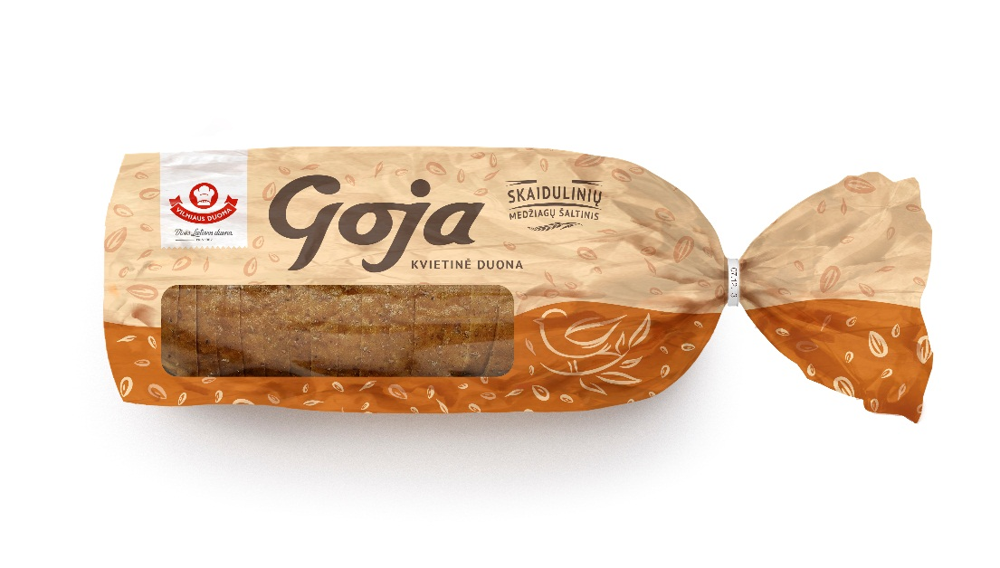 VILNIAUS DUONA
Goja
KVIETINĖ DUONA
SKAIDULINIŲ
MEDŽIAGŲ ŠALTINIS